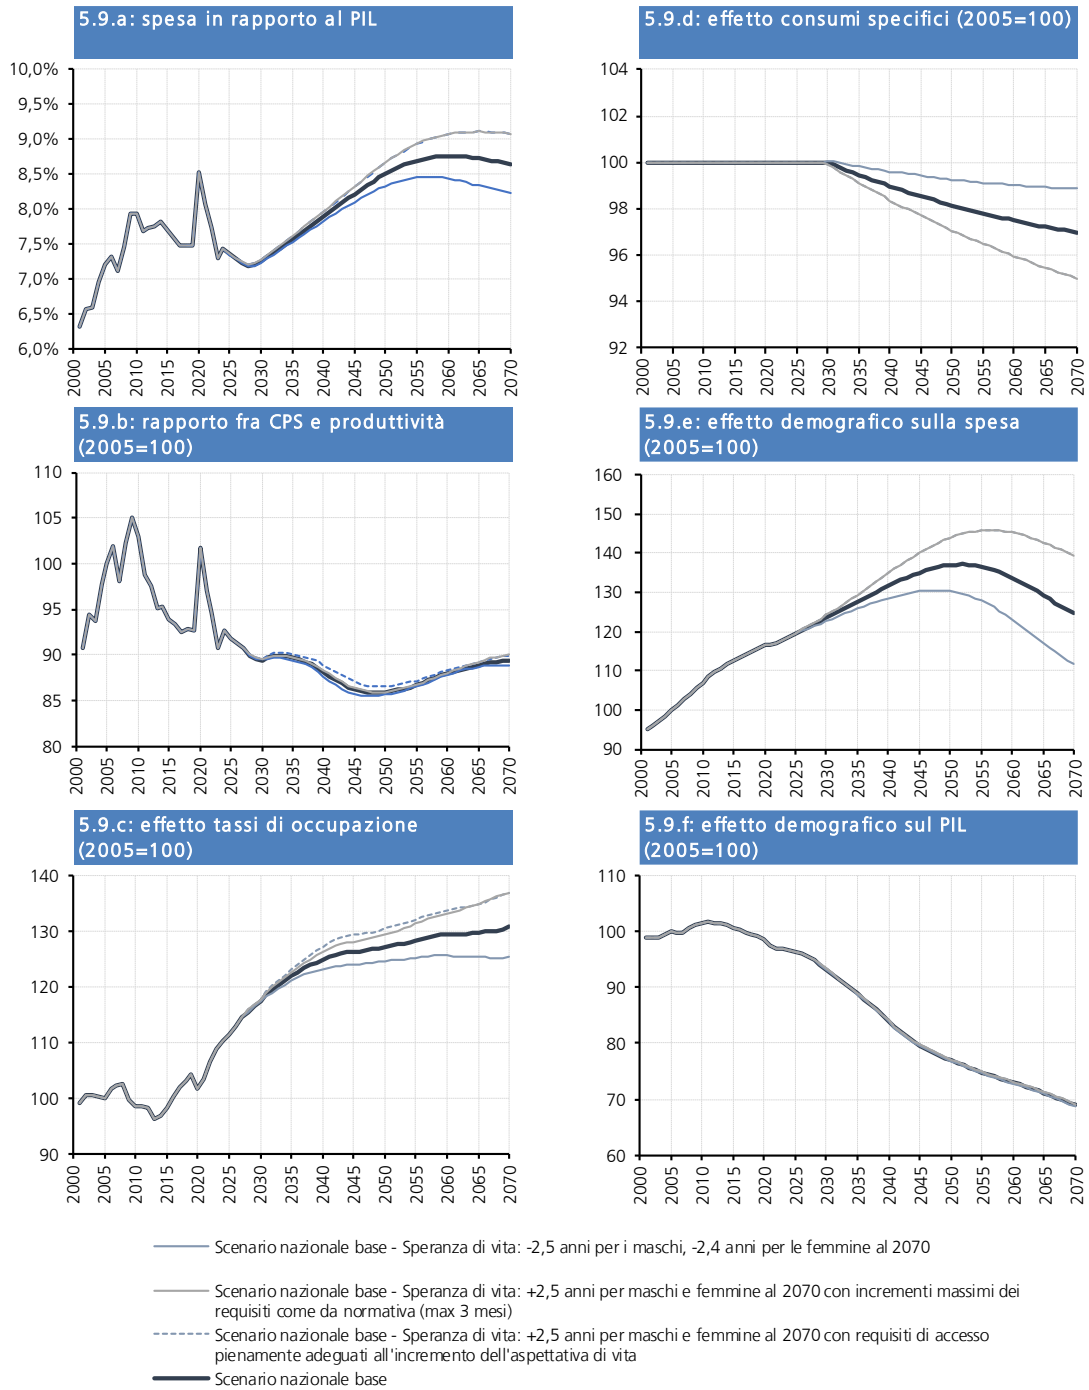 5.9.a: spesa in rapporto al PIL
10,0%
9,5%
9,0%
8,5%
8,0%
7,5%
7,0%
6,5%
6,0%
2000 2005 2010 2015 2020 2025 2030 2035 2040 2045 2050 2055 2060 2065 2070
5.9.d: effetto consumi specifici (2005=100)
104
102
100
98
96
94
92
2000 2005 2010 2015 2020 2025 2030 2035 2040 2045 2050 2055 2060 2065 2070
5.9.b: rapporto fra CPS e produttività
(2005=100)
110
105
100
95
90
85
80
2000 2005 2010 2015 2020 2025 2030 2035 2040 2045 2050 2055 2060 2065 2070
5.9.e: effetto demografico sulla spesa
(2005=100)
160
150
140
130
120
110
100
90
2000 2005 2010 2015 2020 2025 2030 2035 2040 2045 2050 2055 2060 2065 2070
5.9.c: effetto tassi di occupazione
(2005=100)
140
130
120
110
100
90
2000 2005 2010 2015 2020 2025 2030 2035 2040 2045 2050 2055 2060 2065 2070
5.9.f: effetto demografico sul PIL
(2005=100)
110
100
90
80
70
60
2000 2005 2010 2015 2020 2025 2030 2035 2040 2045 2050 2055 2060 2065 2070
Scenario nazionale base - Speranza di vita: -2,5 anni per i maschi, -2,4 anni per le femmine al 2070
Scenario nazionale base - Speranza di vita: +2,5 anni per maschi e femmine al 2070 con incrementi massimi dei
requisiti come da normativa (max 3 mesi)
Scenario nazionale base - Speranza di vita: +2,5 anni per maschi e femmine al 2070 con requisiti di accesso
pienamente adeguati all'incremento dell'aspettativa di vita
Scenario nazionale base